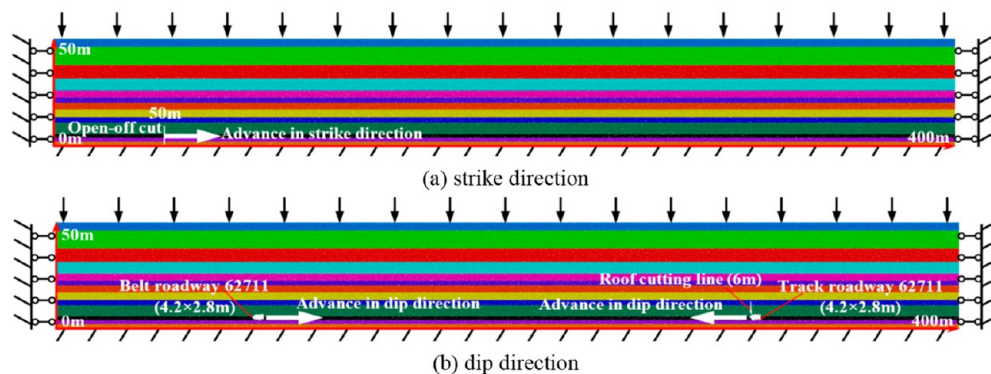 50m
50m
Open-off cut
Advance in strike direction
0m
400m
(a) strike direction
50m
Belt roadway 62711
(4.2×2.8m)
Advance in dip direction
Roof cutting line (6m)
Advance in dip direction
Track roadway 62711
(4.2×2.8m)
0m
400m
(b) dip direction